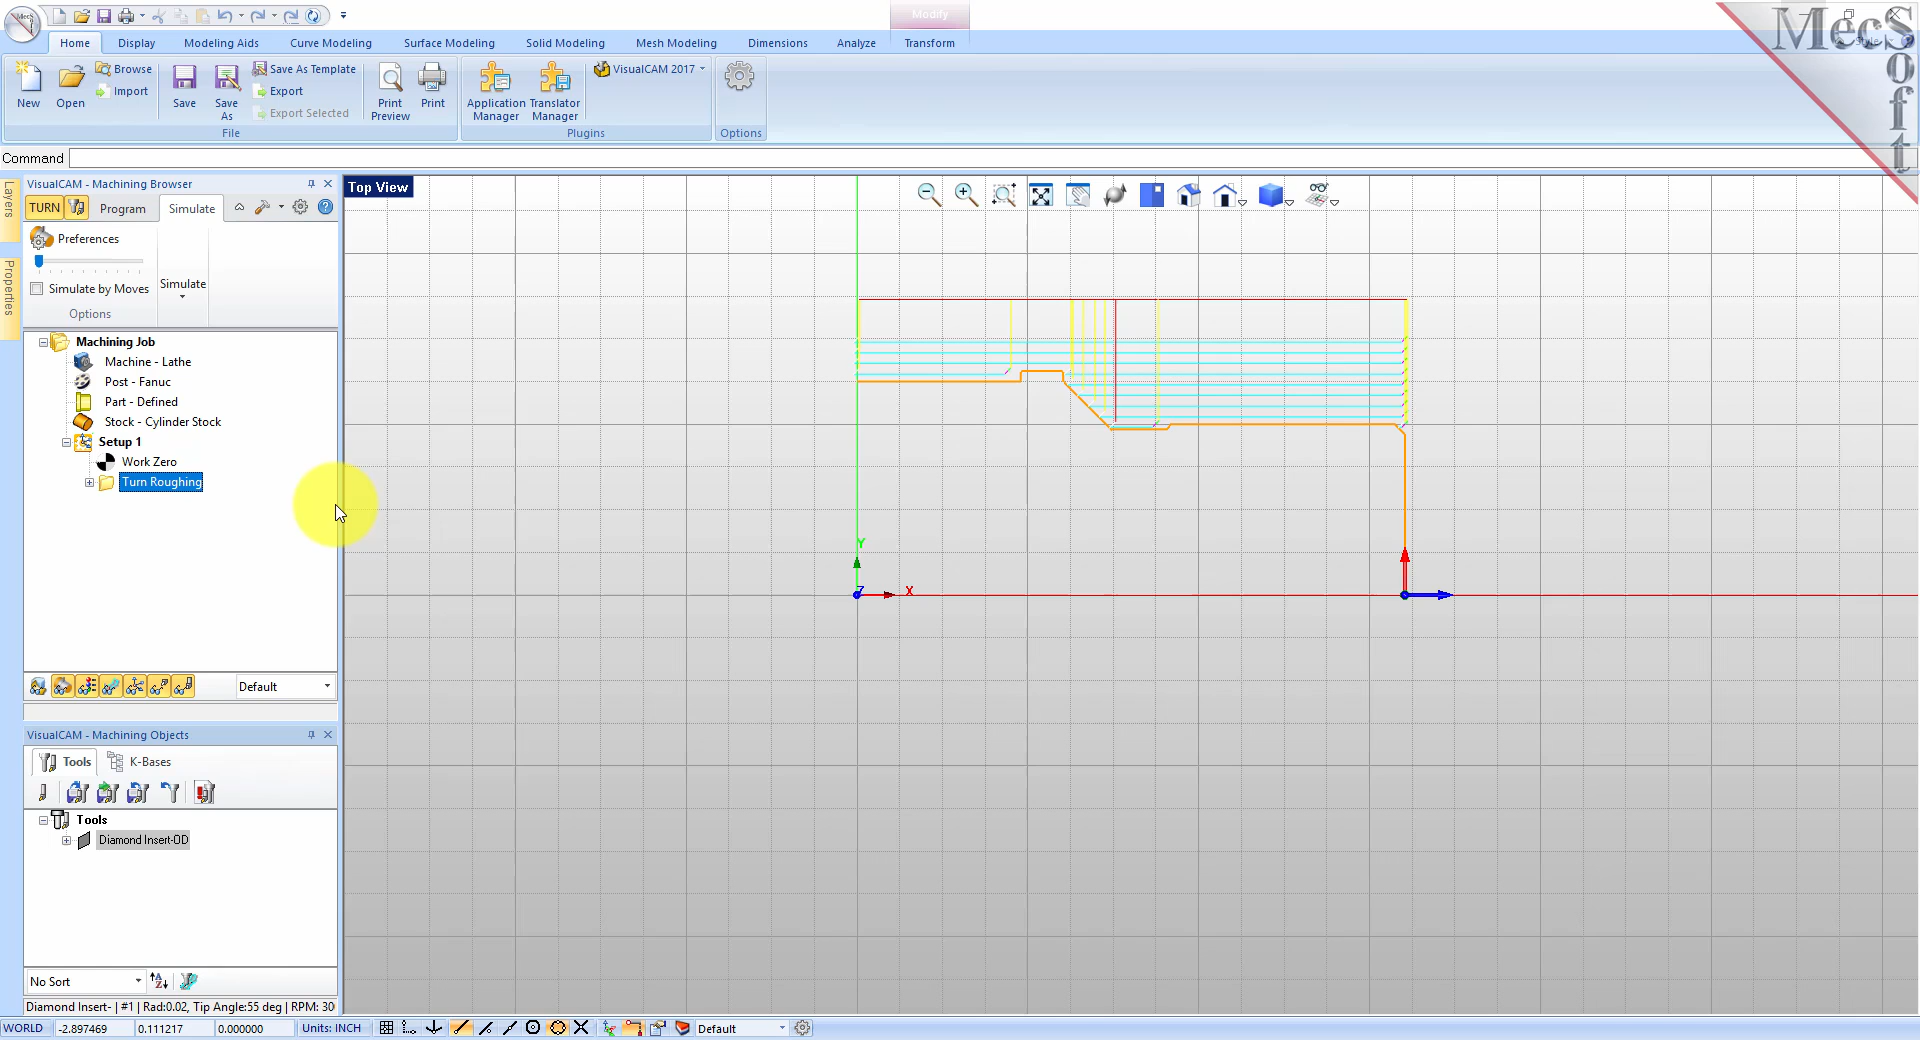 Modify
Home Display Modeling Aids Curve Modeling Surface Modeling Solid Modeling Mesh Modeling Dimensions Analyze Transform
New Open Browse Import Save Save As Save As Template Export Export Selected Print Preview Print
Application Manager Translator Manager VisualCAM 2017
File Plugins Options
MecSoft
Command
Layers
Properties
VisualCAM - Machining Browser
TURN Program Simulate
Preferences
Simulate by Moves
Simulate
Options
Machining Job
Machine - Lathe
Post - Fanuc
Part - Defined
Stock - Cylinder Stock
Setup 1
Work Zero
Turn Roughing
Default
Top View
Y
Z
X
VisualCAM - Machining Objects
Tools K-Bases
Tools
Diamond Insert-OD
No Sort
Diamond Insert- | #1 | Rad:0.02, Tip Angle:55 deg | RPM: 30
WORLD -2.897469 0.111217 0.000000 Units: INCH Default